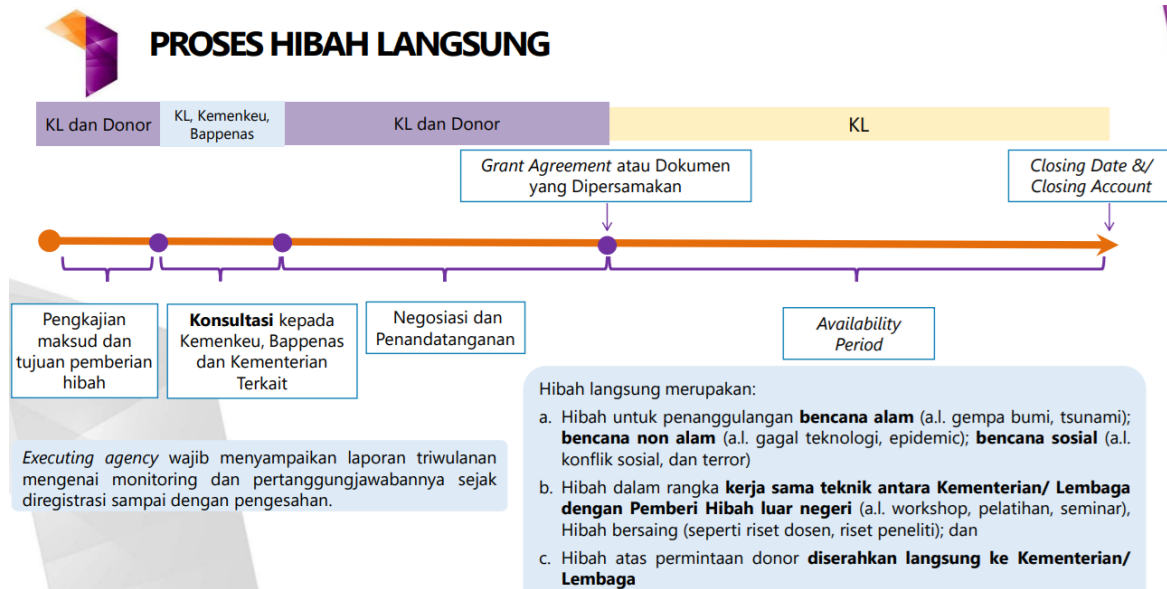 PROSES HIBAH LANGSUNG
KL dan Donor
KL, Kemenkeu,
Bappenas
KL dan Donor
KL
Grant Agreement atau Dokumen
yang Dipersamakan
Closing Date &/
Closing Account
Pengkajian
maksud dan
tujuan pemberian
hibah
Konsultasi kepada
Kemenkeu, Bappenas
dan Kementerian
Terkait
Negosiasi dan
Penandatanganan
Availability
Period
Executing agency wajib menyampaikan laporan triwulanan
mengenai monitoring dan pertanggungjawabannya sejak
diregistrasi sampai dengan pengesahan.
Hibah langsung merupakan:
a. Hibah untuk penanggulangan bencana alam (a.l. gempa bumi, tsunami);
bencana non alam (a.l. gagal teknologi, epidemic); bencana sosial (a.l.
konflik sosial, dan terror)
b. Hibah dalam rangka kerja sama teknik antara Kementerian/ Lembaga
dengan Pemberi Hibah luar negeri (a.l. workshop, pelatihan, seminar),
Hibah bersaing (seperti riset dosen, riset peneliti); dan
c. Hibah atas permintaan donor diserahkan langsung ke Kementerian/
Lembaga